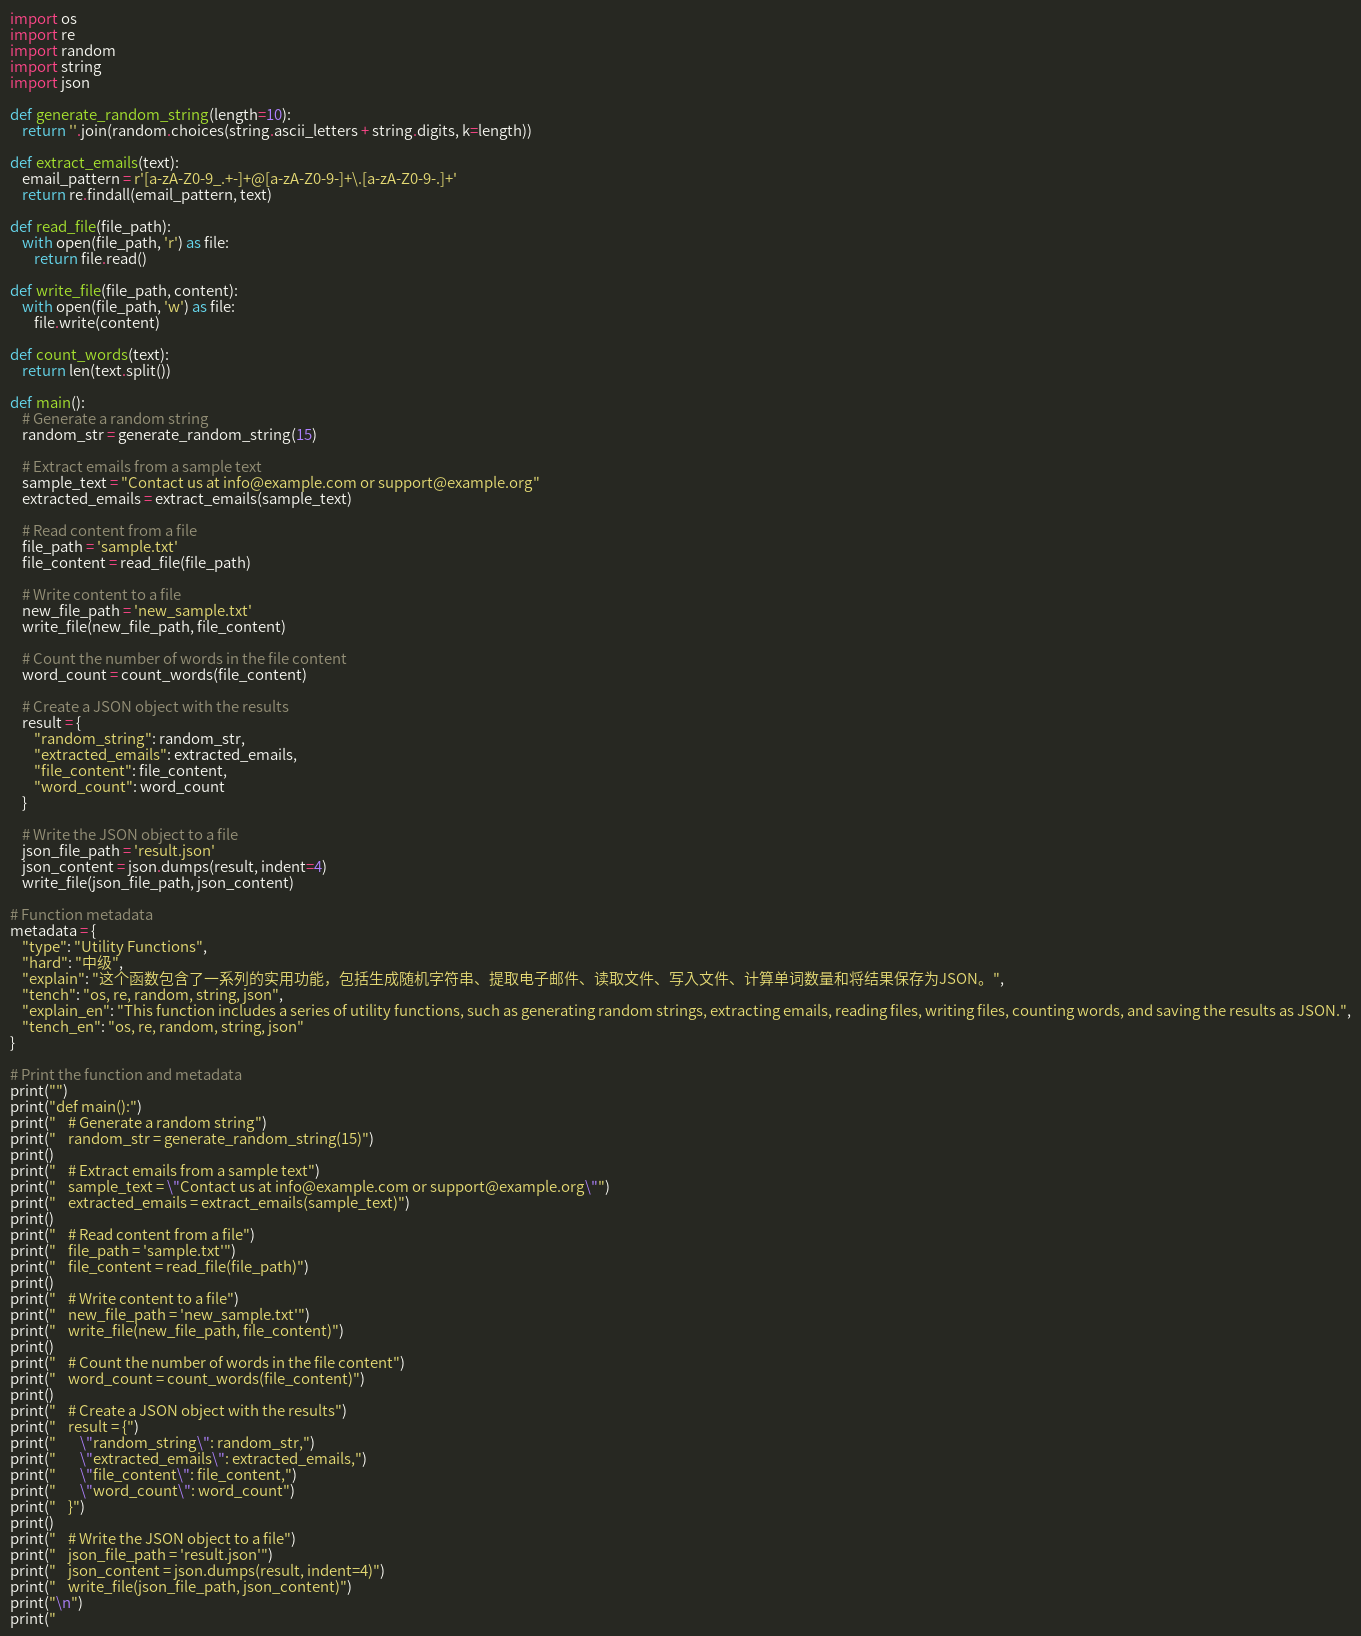 import os
import re
import random
import string
import json

def generate_random_string(length=10):
    return ''.join(random.choices(string.ascii_letters + string.digits, k=length))

def extract_emails(text):
    email_pattern = r'[a-zA-Z0-9_.+-]+@[a-zA-Z0-9-]+\.[a-zA-Z0-9-.]+'
    return re.findall(email_pattern, text)

def read_file(file_path):
    with open(file_path, 'r') as file:
        return file.read()

def write_file(file_path, content):
    with open(file_path, 'w') as file:
        file.write(content)

def count_words(text):
    return len(text.split())

def main():
    # Generate a random string
    random_str = generate_random_string(15)

    # Extract emails from a sample text
    sample_text = "Contact us at info@example.com or support@example.org"
    extracted_emails = extract_emails(sample_text)

    # Read content from a file
    file_path = 'sample.txt'
    file_content = read_file(file_path)

    # Write content to a file
    new_file_path = 'new_sample.txt'
    write_file(new_file_path, file_content)

    # Count the number of words in the file content
    word_count = count_words(file_content)

    # Create a JSON object with the results
    result = {
        "random_string": random_str,
        "extracted_emails": extracted_emails,
        "file_content": file_content,
        "word_count": word_count
    }

    # Write the JSON object to a file
    json_file_path = 'result.json'
    json_content = json.dumps(result, indent=4)
    write_file(json_file_path, json_content)

# Function metadata
metadata = {
    "type": "Utility Functions",
    "hard": "中级",
    "explain": "这个函数包含了一系列的实用功能，包括生成随机字符串、提取电子邮件、读取文件、写入文件、计算单词数量和将结果保存为JSON。",
    "tench": "os, re, random, string, json",
    "explain_en": "This function includes a series of utility functions, such as generating random strings, extracting emails, reading files, writing files, counting words, and saving the results as JSON.",
    "tench_en": "os, re, random, string, json"
}

# Print the function and metadata
print("")
print("def main():")
print("    # Generate a random string")
print("    random_str = generate_random_string(15)")
print()
print("    # Extract emails from a sample text")
print("    sample_text = \"Contact us at info@example.com or support@example.org\"")
print("    extracted_emails = extract_emails(sample_text)")
print()
print("    # Read content from a file")
print("    file_path = 'sample.txt'")
print("    file_content = read_file(file_path)")
print()
print("    # Write content to a file")
print("    new_file_path = 'new_sample.txt'")
print("    write_file(new_file_path, file_content)")
print()
print("    # Count the number of words in the file content")
print("    word_count = count_words(file_content)")
print()
print("    # Create a JSON object with the results")
print("    result = {")
print("        \"random_string\": random_str,")
print("        \"extracted_emails\": extracted_emails,")
print("        \"file_content\": file_content,")
print("        \"word_count\": word_count")
print("    }")
print()
print("    # Write the JSON object to a file")
print("    json_file_path = 'result.json'")
print("    json_content = json.dumps(result, indent=4)")
print("    write_file(json_file_path, json_content)")
print("\n")
print("